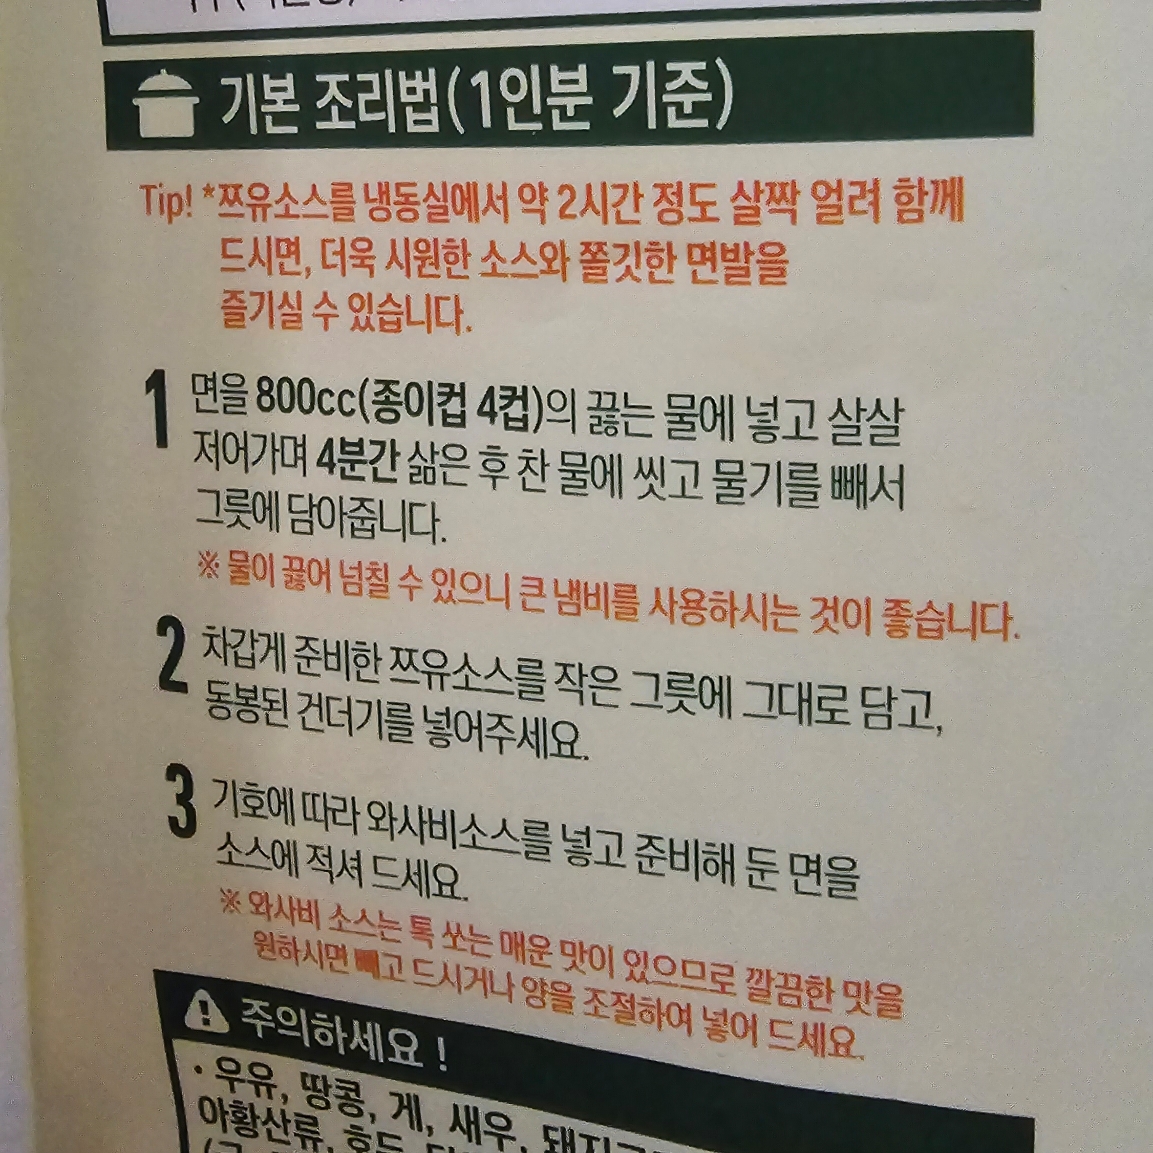 기본 조리법(1인분 기준)
Tip! *쯔유소스를 냉동실에서 약 2시간 정도 살짝 얼려 함께
드시면, 더욱 시원한 소스와 쫄깃한 면발을
즐기실 수 있습니다.
1 면을 800cc(종이컵 4컵)의 끓는 물에 넣고 살살
저어가며 4분간 삶은 후 찬 물에 씻고 물기를 빼서
그릇에 담아줍니다.
※ 물이 끓어 넘칠 수 있으니 큰 냄비를 사용하시는 것이 좋습니다.
2 차갑게 준비한 쯔유소스를 작은 그릇에 그대로 담고,
동봉된 건더기를 넣어주세요.
3 기호에 따라 와사비소스를 넣고 준비해 둔 면을
소스에 적셔 드세요.
※ 와사비 소스는 톡 쏘는 매운 맛이 있으므로 깔끔한 맛을
원하시면 빼고 드시거나 양을 조절하여 넣어 드세요.
주의하세요!
· 우유, 땅콩, 게, 새우,
아황산류,